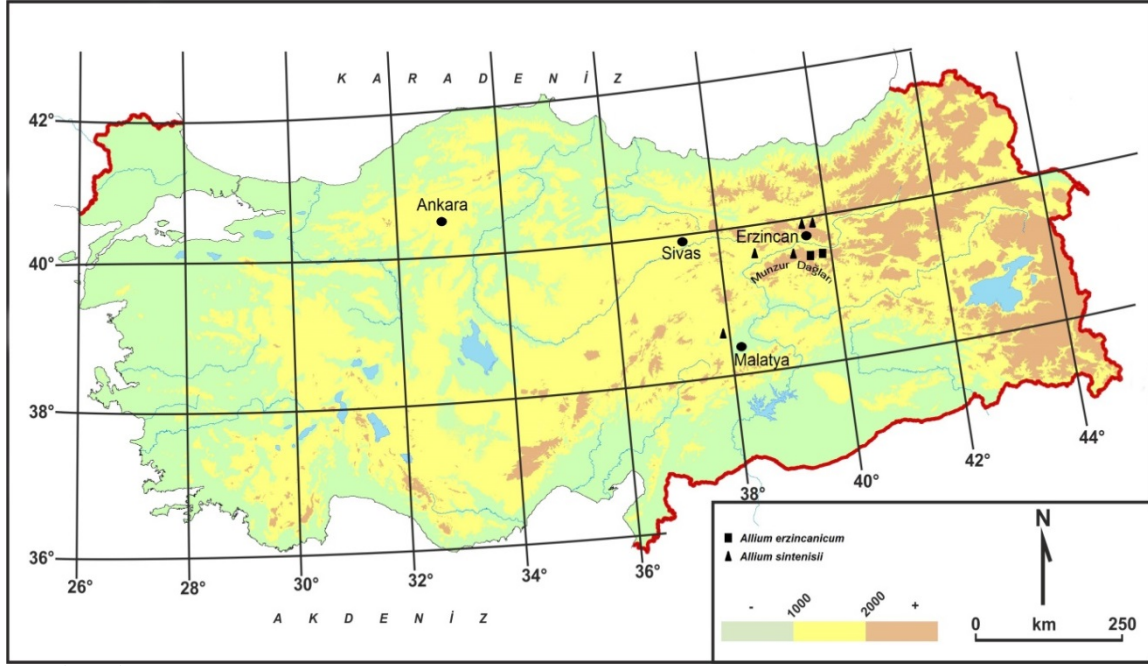 K A R A D E N İ Z
42°
Ankara
Erzincan
Sivas
40°
Munzur Dağları
Malatya
38°
44°
42°
40°
38°
36°
36°
26°
28°
30°
32°
34°
A K D E N İ Z
Allium erzincanicum
Allium sintenisii
- 1000 2000 +
N
0 km 250